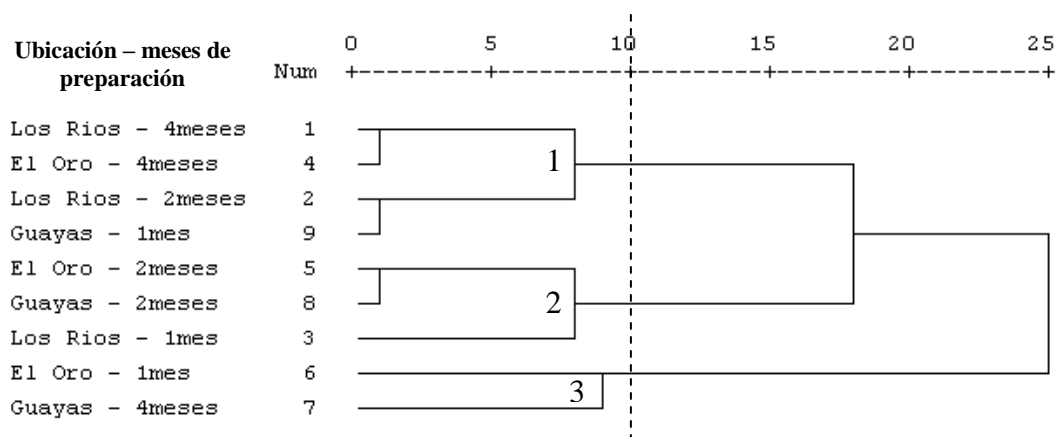 0 5 10 15 20 25
Ubicación – meses de
preparación
Num +---------+---------+---------+---------+---------+
Los Rios - 4meses 1
El Oro - 4meses 4
1
Los Rios - 2meses 2
Guayas - 1mes 9
El Oro - 2meses 5
Guayas - 2meses 8
2
Los Rios - 1mes 3
El Oro - 1mes 6
3
Guayas - 4meses 7